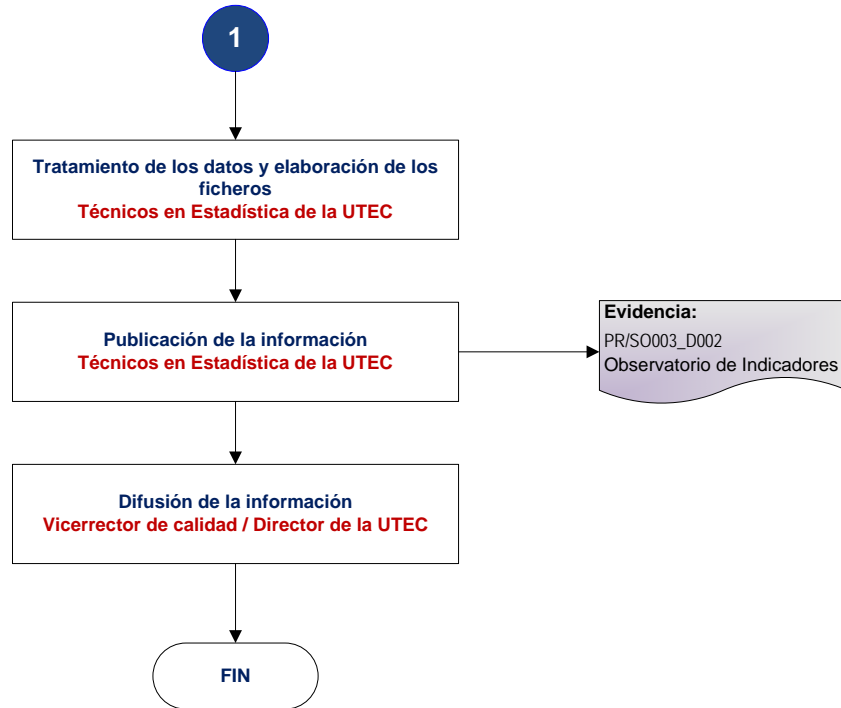 1
Tratamiento de los datos y elaboración de los
ficheros
Técnicos en Estadística de la UTEC
Publicación de la información
Técnicos en Estadística de la UTEC
Evidencia:
PR/SO003_D002
Observatorio de Indicadores
Difusión de la información
Vicerrector de calidad / Director de la UTEC
FIN